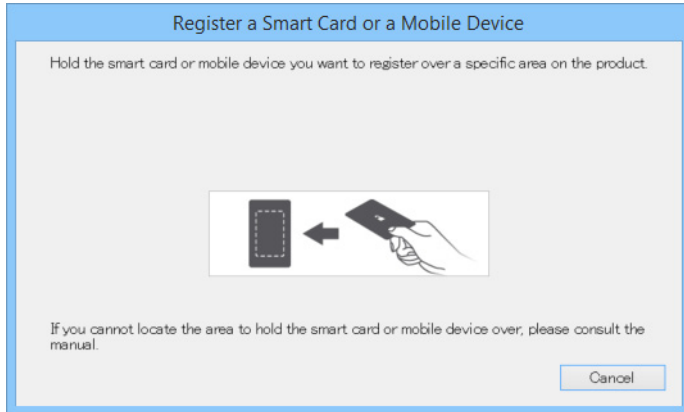 Register a Smart Card or a Mobile Device
Hold the smart card or mobile device you want to register over a specific area on the product.
If you cannot locate the area to hold the smart card or mobile device over, please consult the
manual.
Cancel